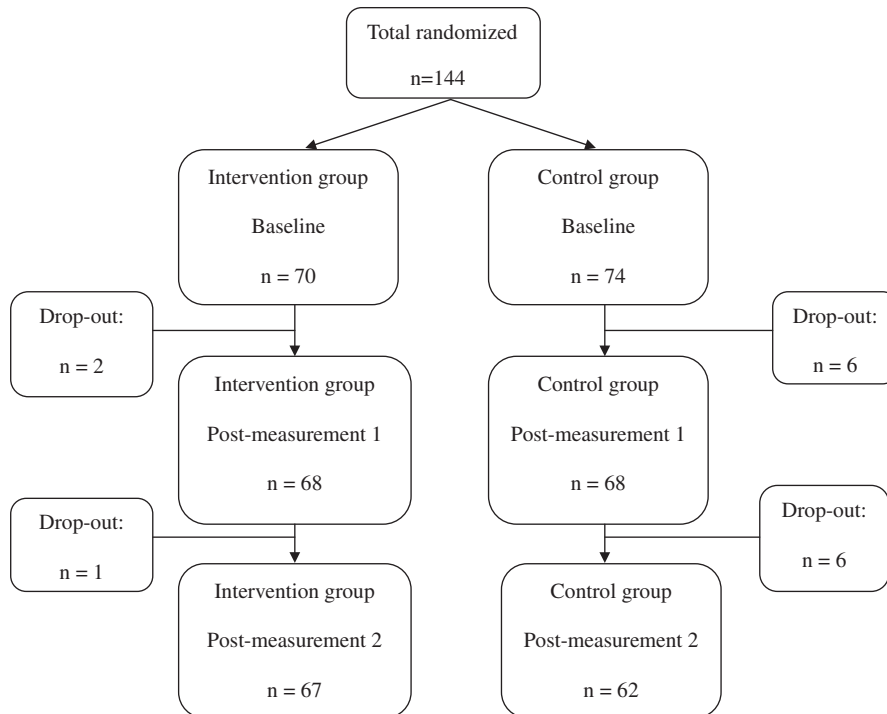 Total randomized
n=144
Intervention group
Baseline
n = 70
Control group
Baseline
n = 74
Drop-out:
n = 2
Drop-out:
n = 6
Intervention group
Post-measurement 1
n = 68
Control group
Post-measurement 1
n = 68
Drop-out:
n = 1
Drop-out:
n = 6
Intervention group
Post-measurement 2
n = 67
Control group
Post-measurement 2
n = 62